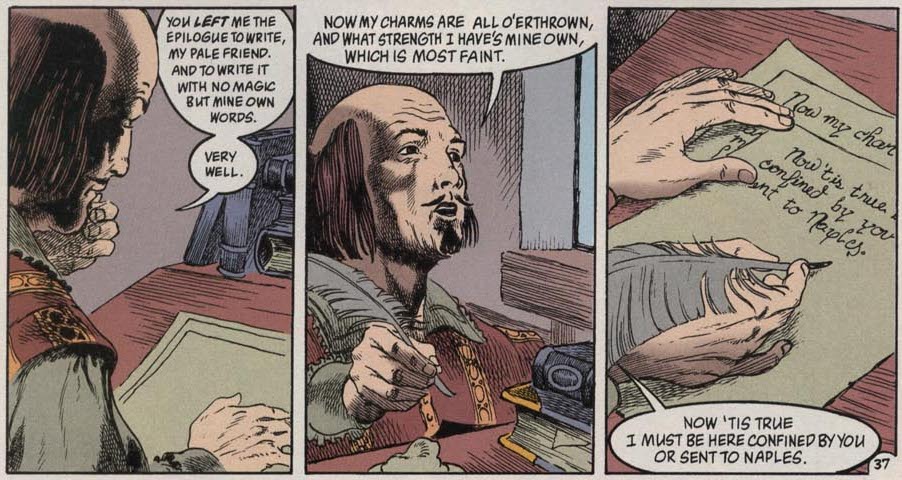 YOU LEFT ME THE
EPILOGUE TO WRITE,
MY PALE FRIEND.
AND TO WRITE IT
WITH NO MAGIC
BUT MINE OWN
WORDS.
VERY
WELL.
NOW MY CHARMS ARE ALL O'ERTHROWN,
AND WHAT STRENGTH I HAVE'S MINE OWN,
WHICH IS MOST FAINT.
Now my char
Now 'tis true.
confined by you
to Naples.
NOW 'TIS TRUE
I MUST BE HERE CONFINED BY YOU
OR SENT TO NAPLES.
37